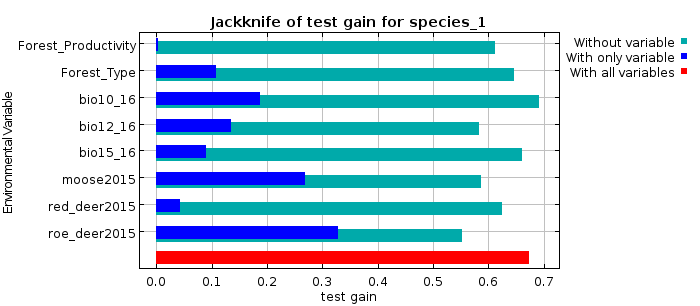 Jackknife of test gain for species_1
Without variable
With only variable
With all variables
Environmental Variable
Forest_Productivity
Forest_Type
bio10_16
bio12_16
bio15_16
moose2015
red_deer2015
roe_deer2015
0.0 0.1 0.2 0.3 0.4 0.5 0.6 0.7
test gain